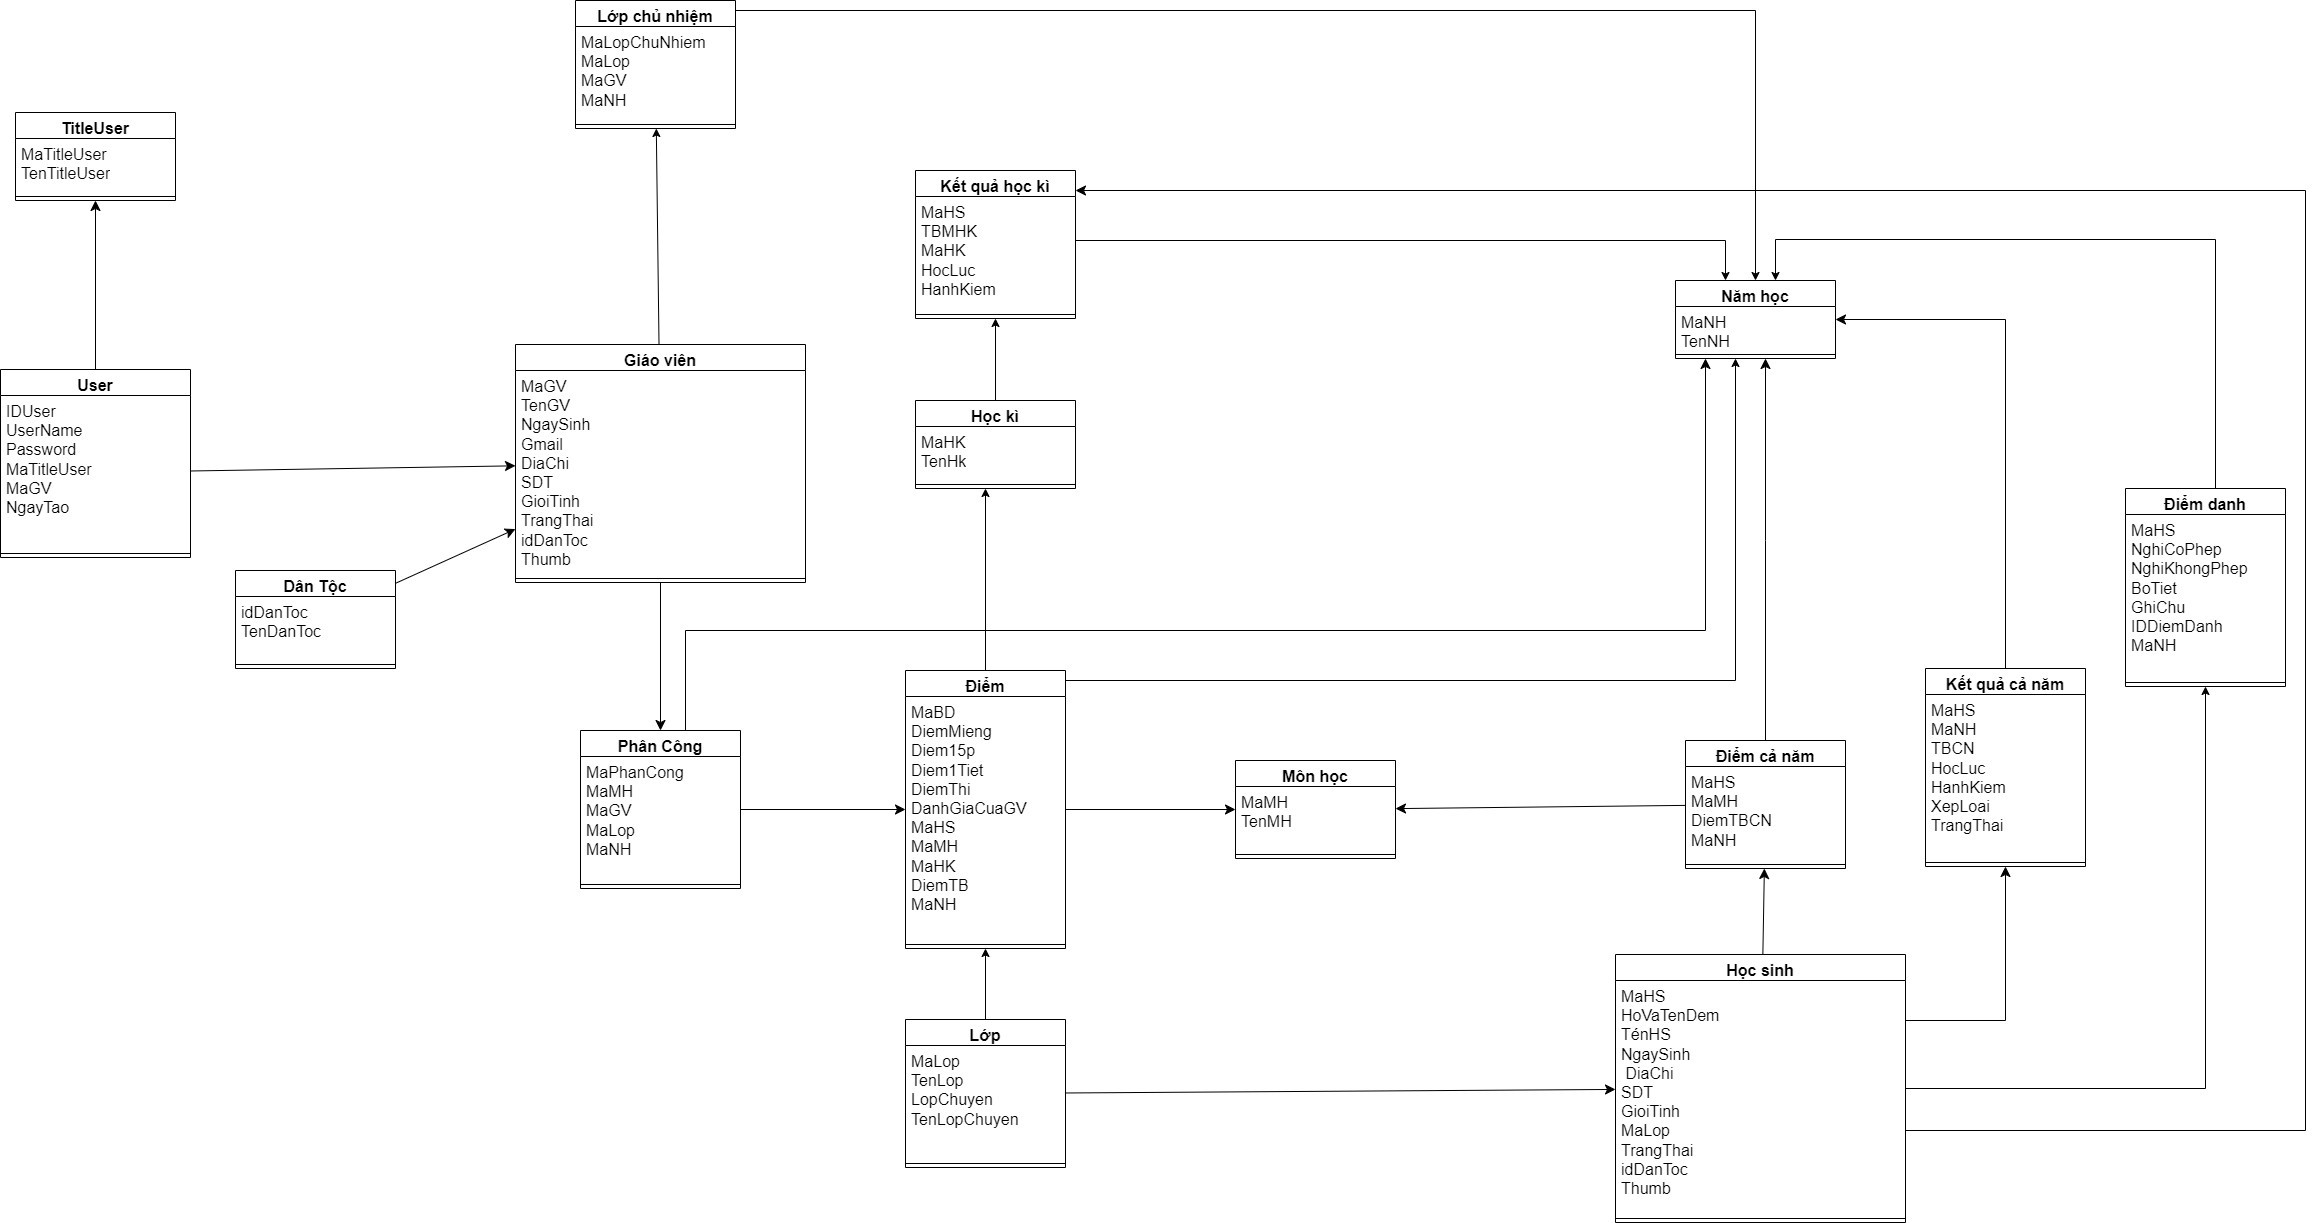 Lớp chủ nhiệm
MaLopChuNhiem
MaLop
MaGV
MaNH
TitleUser
MaTitleUser
TenTitleUser
Kết quả học kì
MaHS
TBMHK
MaHK
HocLuc
HanhKiem
Năm học
MaNH
TenNH
User
IDUser
UserName
Password
MaTitleUser
MaGV
NgayTao
Giáo viên
MaGV
TenGV
NgaySinh
Gmail
DiaChi
SDT
GioiTinh
TrangThai
idDanToc
Thumb
Học kì
MaHK
TenHk
Điểm danh
MaHS
NghiCoPhep
NghiKhongPhep
BoTiet
GhiChu
IDDiemDanh
MaNH
Dân Tộc
idDanToc
TenDanToc
Phân Công
MaPhanCong
MaMH
MaGV
MaLop
MaNH
Điểm
MaBD
DiemMieng
Diem15p
Diem1Tiet
DiemThi
DanhGiaCuaGV
MaHS
MaMH
MaHK
DiemTB
MaNH
Môn học
MaMH
TenMH
Điểm cả năm
MaHS
MaMH
DiemTBCN
MaNH
Kết quả cả năm
MaHS
MaNH
TBCN
HocLuc
HanhKiem
XepLoai
TrangThai
Lớp
MaLop
TenLop
LopChuyen
TenLopChuyen
Học sinh
MaHS
HoVaTenDem
TénHS
NgaySinh
DiaChi
SDT
GioiTinh
MaLop
TrangThai
idDanToc
Thumb